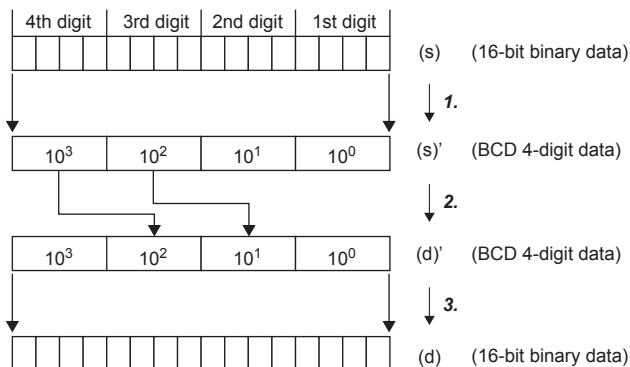 4th digit 3rd digit 2nd digit 1st digit
(s) (16-bit binary data)
1.
10³ 10² 10¹ 10⁰ (s)' (BCD 4-digit data)
2.
10³ 10² 10¹ 10⁰ (d)' (BCD 4-digit data)
3.
(d) (16-bit binary data)